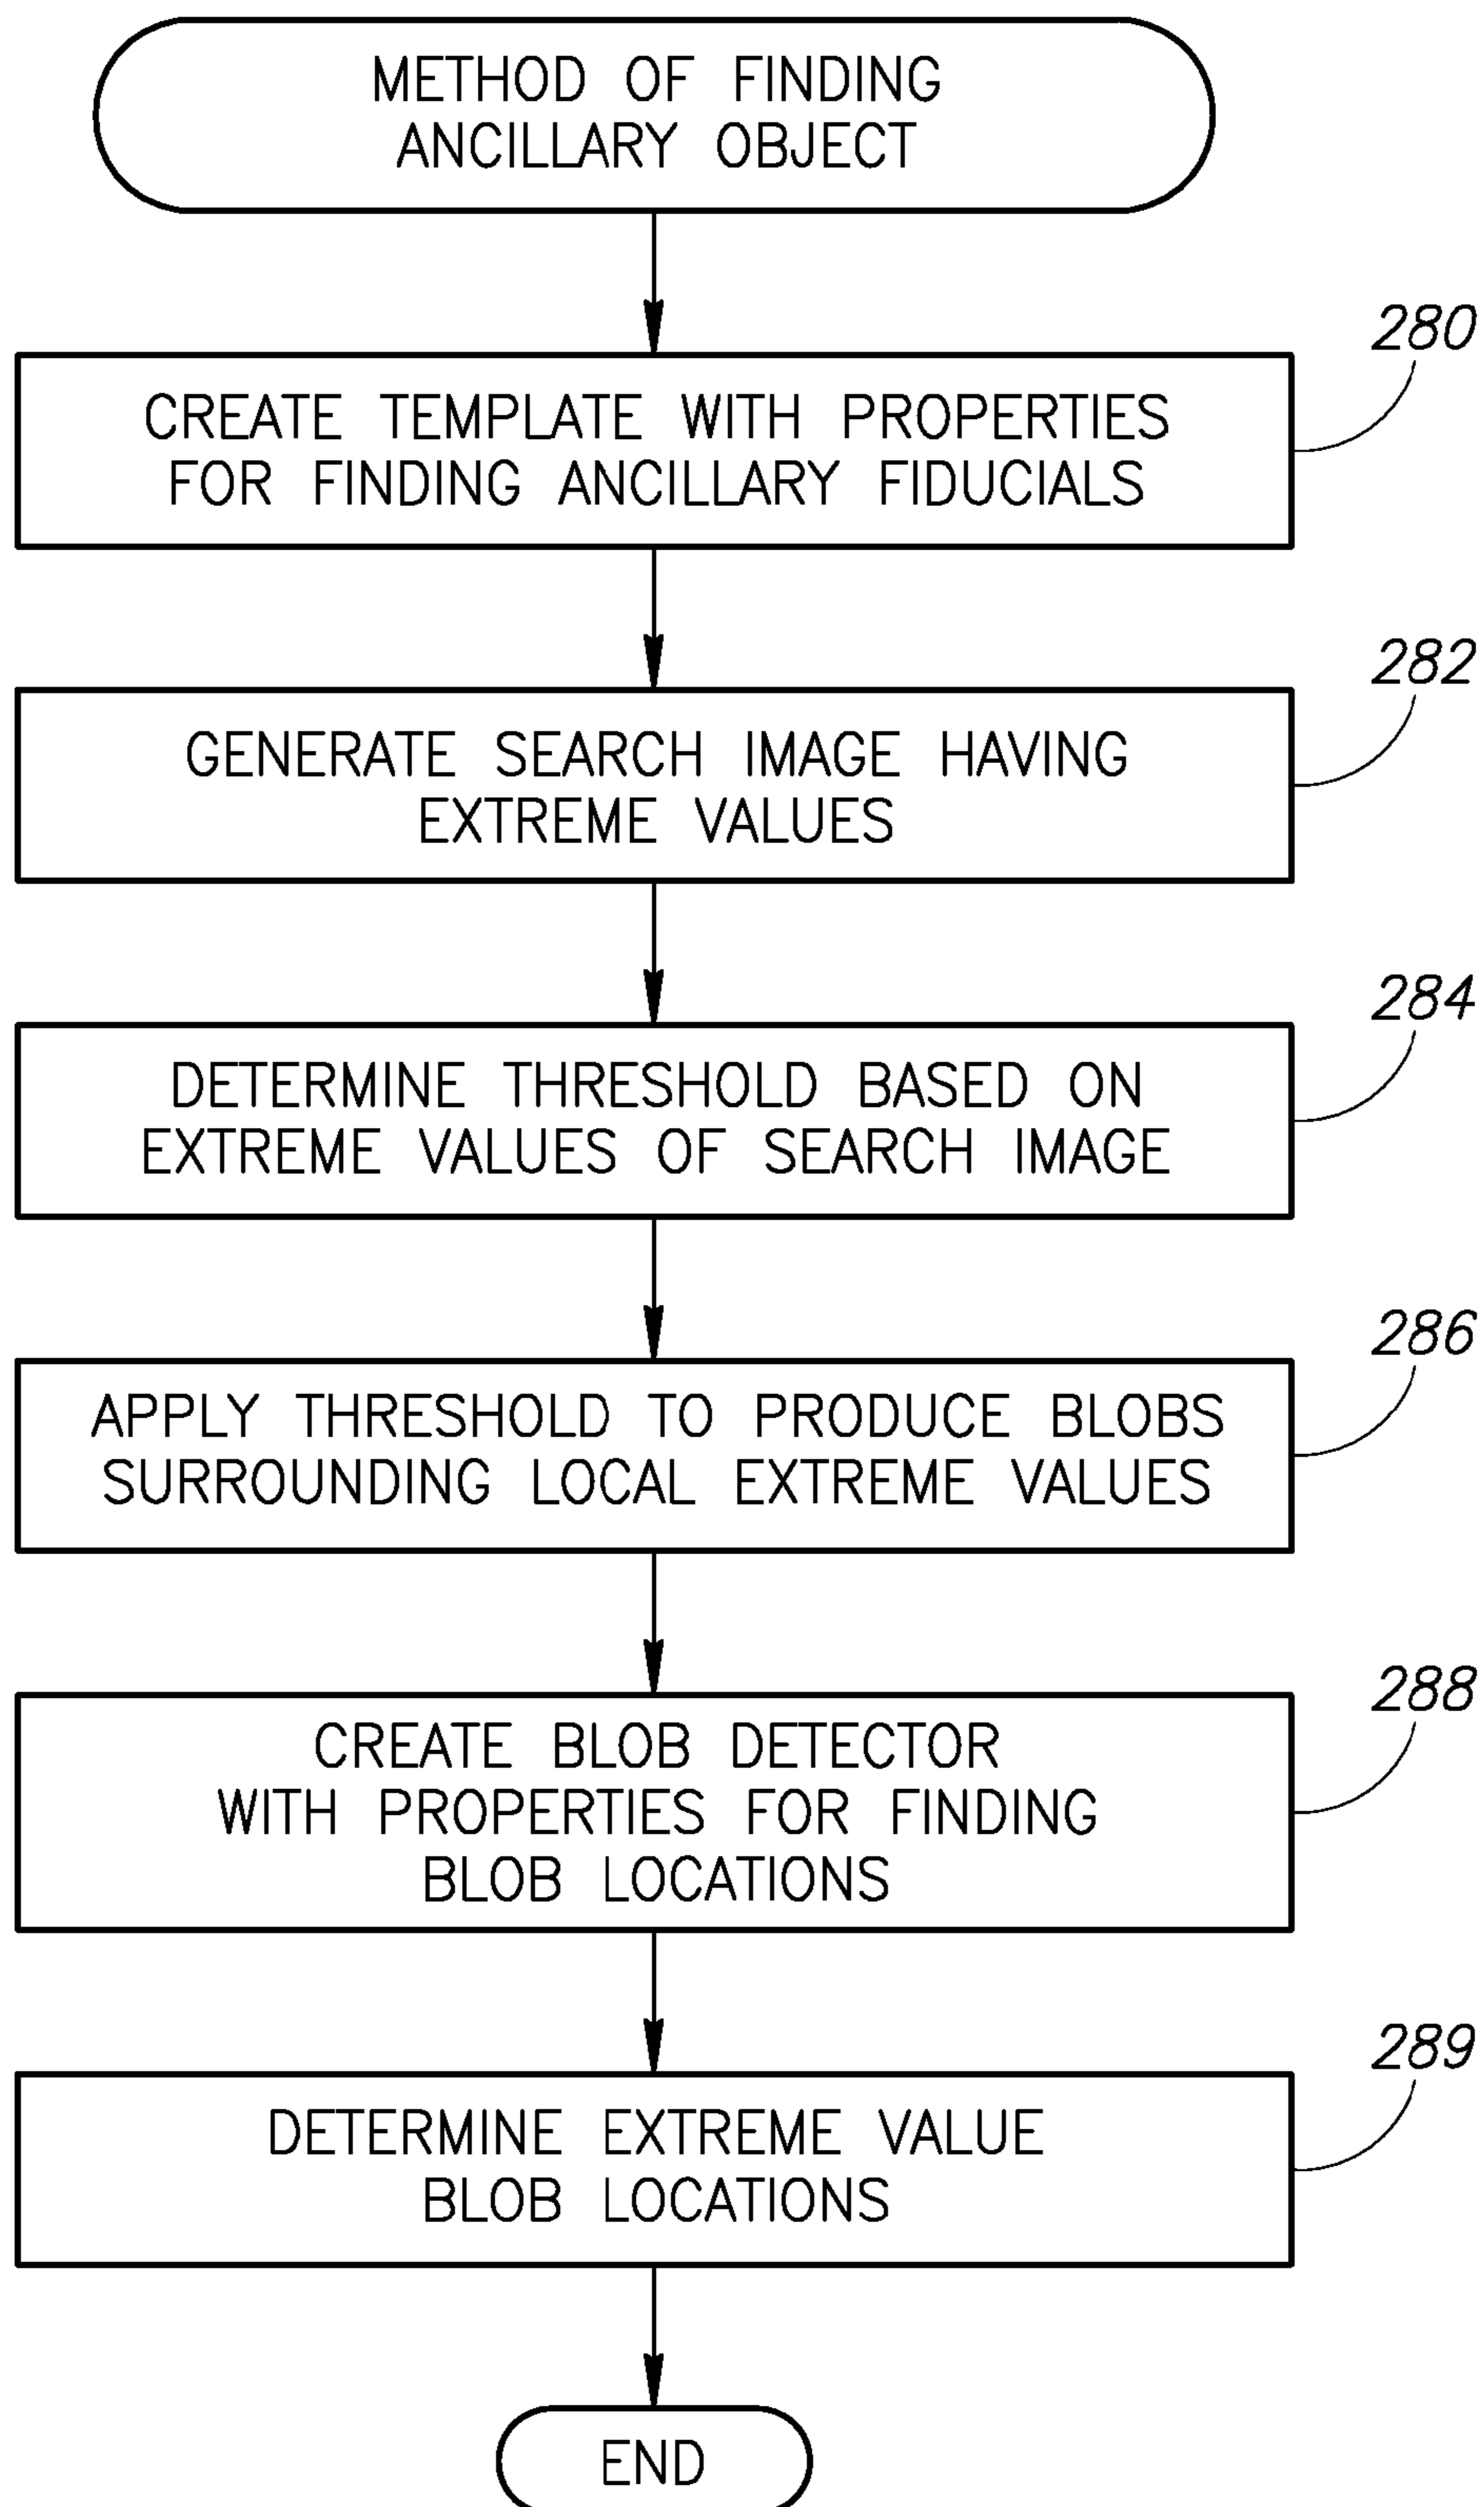 METHOD OF FINDING
ANCILLARY OBJECT
280
CREATE TEMPLATE WITH PROPERTIES
FOR FINDING ANCILLARY FIDUCIALS
282
GENERATE SEARCH IMAGE HAVING
EXTREME VALUES
284
DETERMINE THRESHOLD BASED ON
EXTREME VALUES OF SEARCH IMAGE
286
APPLY THRESHOLD TO PRODUCE BLOBS
SURROUNDING LOCAL EXTREME VALUES
288
CREATE BLOB DETECTOR
WITH PROPERTIES FOR FINDING
BLOB LOCATIONS
289
DETERMINE EXTREME VALUE
BLOB LOCATIONS
END